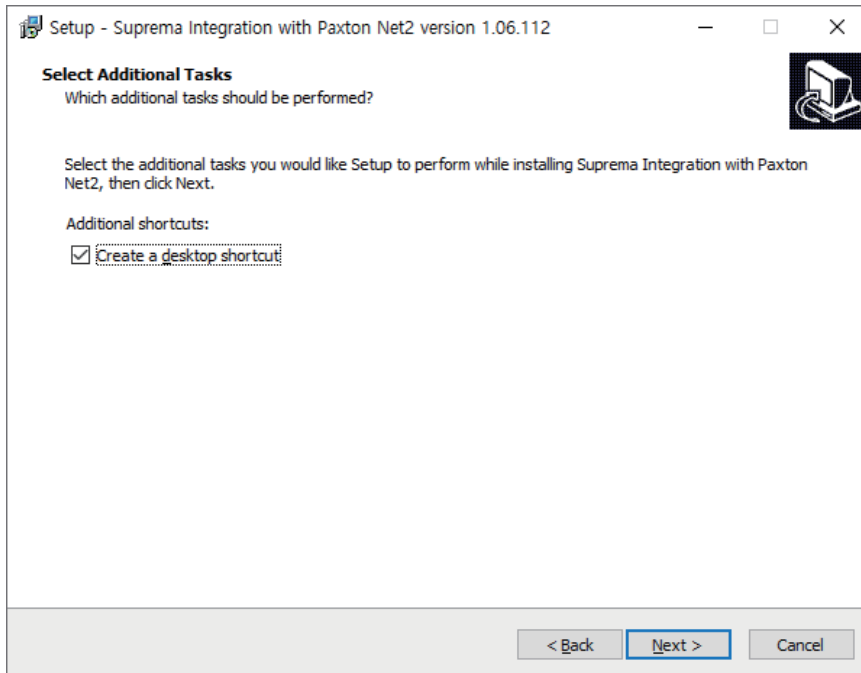 Setup - Suprema Integration with Paxton Net2 version 1.06.112
Select Additional Tasks
Which additional tasks should be performed?
Select the additional tasks you would like Setup to perform while installing Suprema Integration with Paxton
Net2, then click Next.
Additional shortcuts:
Create a desktop shortcut
< Back
Next >
Cancel